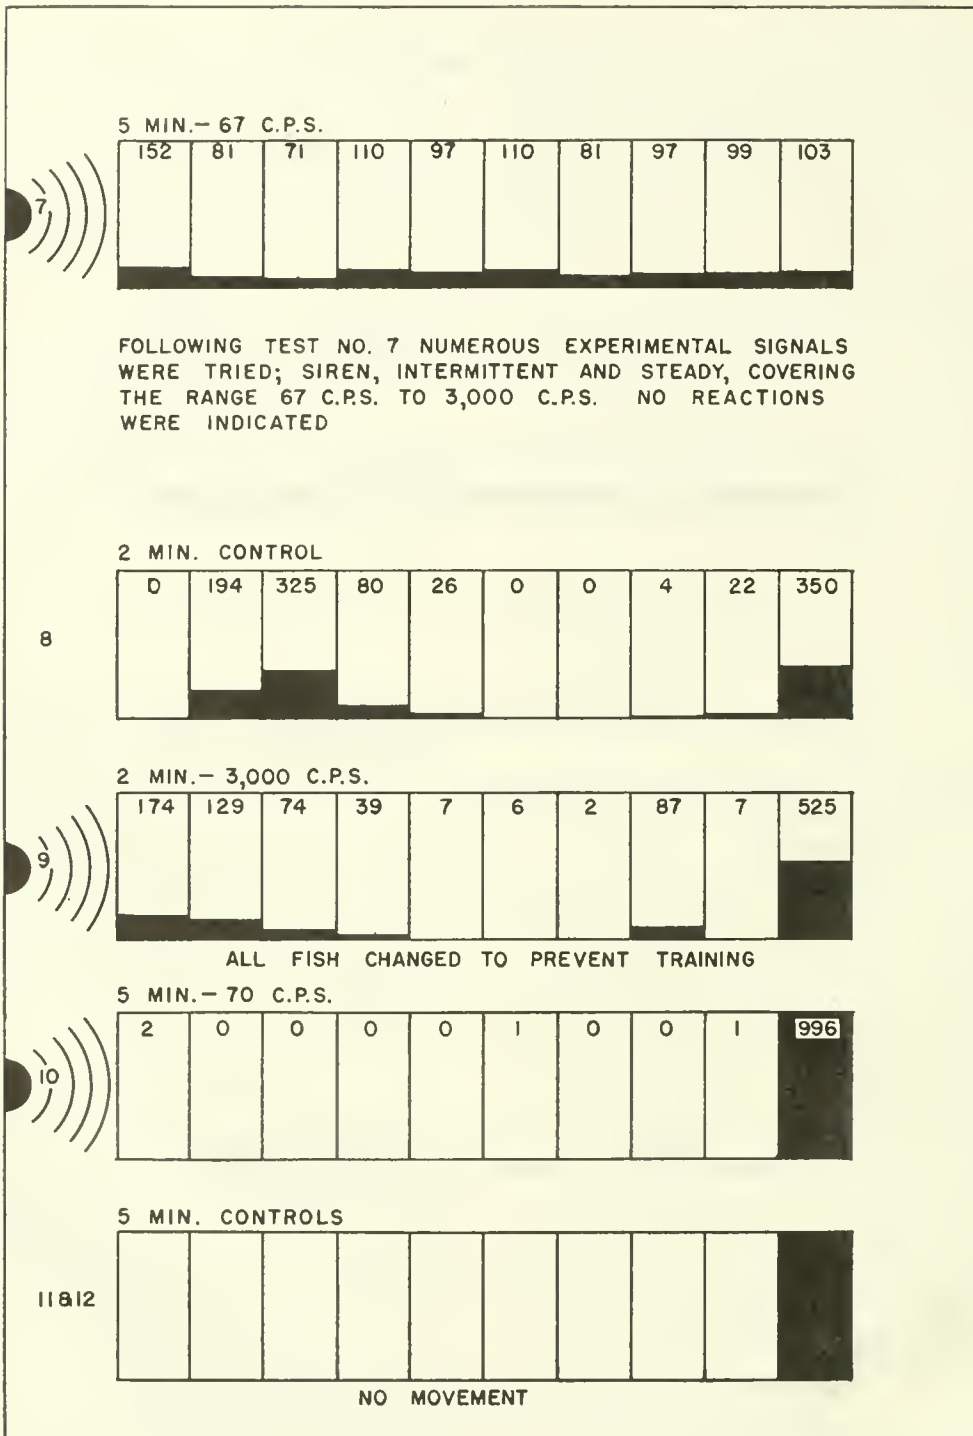 5 MIN.– 67 C.P.S.
152 81 71 110 97 110 81 97 99 103
7
FOLLOWING TEST NO. 7 NUMEROUS EXPERIMENTAL SIGNALS
WERE TRIED; SIREN, INTERMITTENT AND STEADY, COVERING
THE RANGE 67 C.P.S. TO 3,000 C.P.S. NO REACTIONS
WERE INDICATED
2 MIN. CONTROL
0 194 325 80 26 0 0 4 22 350
8
2 MIN.– 3,000 C.P.S.
174 129 74 39 7 6 2 87 7 525
9
ALL FISH CHANGED TO PREVENT TRAINING
5 MIN.– 70 C.P.S.
2 0 0 0 0 1 0 0 1 996
10
5 MIN. CONTROLS
11&12
NO MOVEMENT